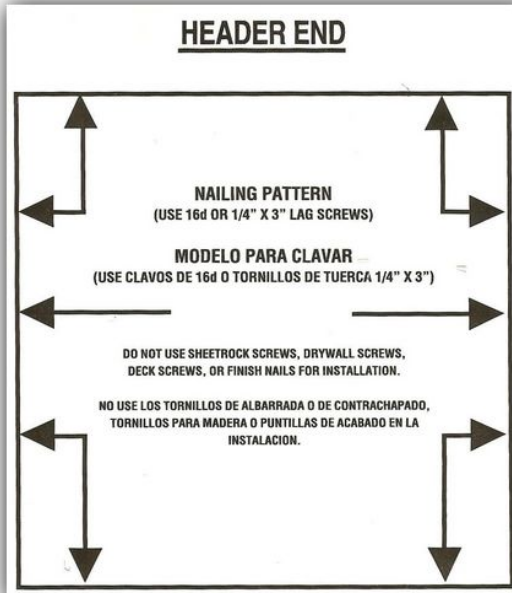 HEADER END
NAILING PATTERN
(USE 16d OR 1/4” X 3” LAG SCREWS)
MODELO PARA CLAVAR
(USE CLAVOS DE 16d O TORNILLOS DE TUERCA 1/4” X 3”)
DO NOT USE SHEETROCK SCREWS, DRYWALL SCREWS,
DECK SCREWS, OR FINISH NAILS FOR INSTALLATION.
NO USE LOS TORNILLOS DE ALBARRADA O DE CONTRACHAPADO,
TORNILLOS PARA MADERA O PUNTILLAS DE ACABADO EN LA
INSTALACION.